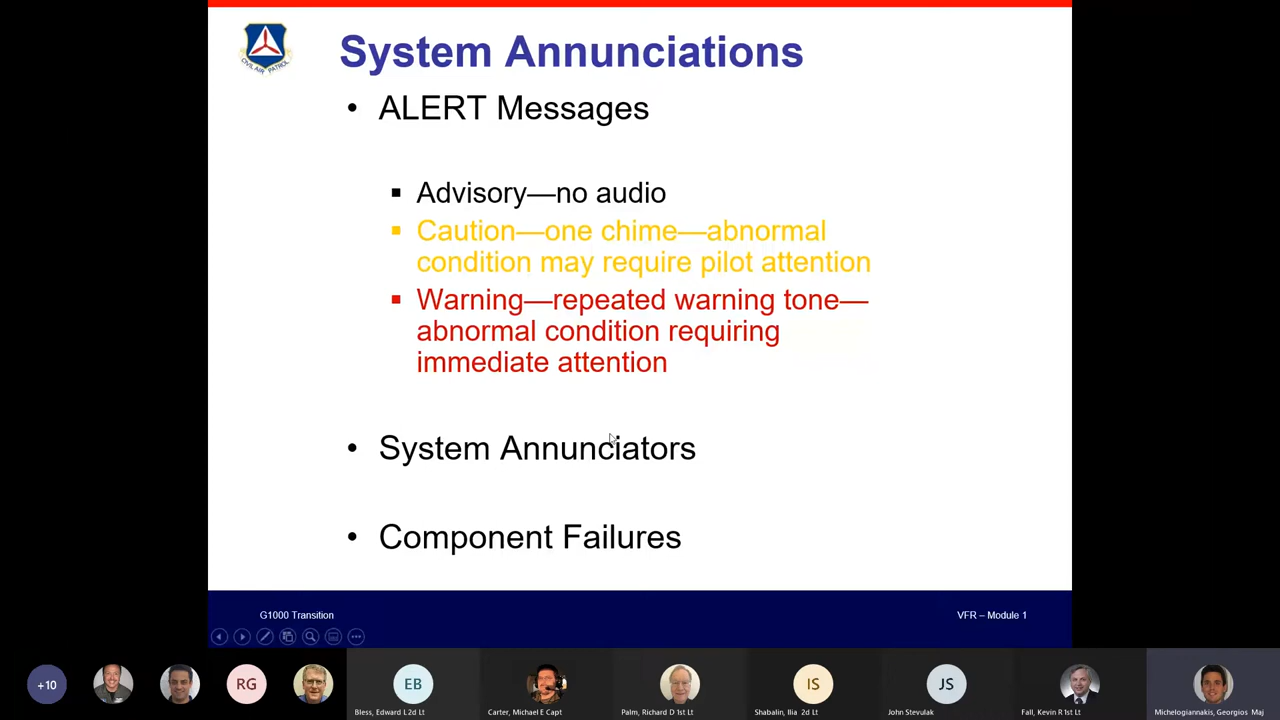 System Annunciations
CIVIL AIR PATROL
• ALERT Messages
▪ Advisory—no audio
▪ Caution—one chime—abnormal
condition may require pilot attention
▪ Warning—repeated warning tone—
abnormal condition requiring
immediate attention
• System Annunciators
• Component Failures
G1000 Transition
VFR – Module 1
+10
RG
EB
IS
JS
Bless, Edward L 2d Lt
Carter, Michael E Capt
Palm, Richard D 1st Lt
Shabalin, Ilia 2d Lt
John Stevulak
Fall, Kevin R 1st Lt
Michelogiannakis, Georgios Maj